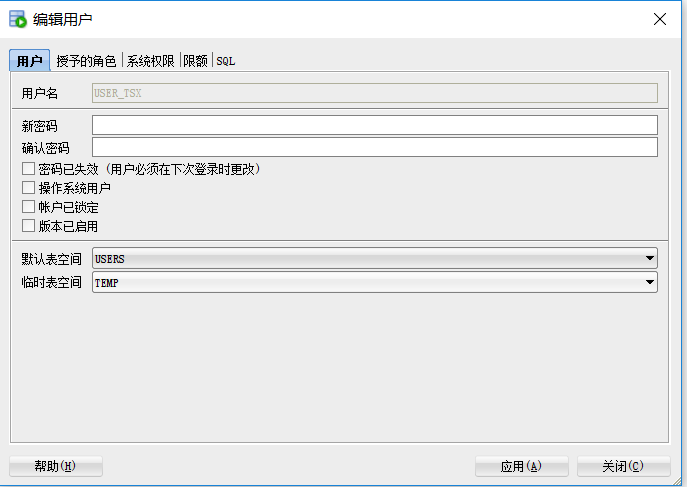 编辑用户
用户 授予的角色 系统权限 限额 SQL
用户名 USER_TSX
新密码
确认密码
密码已失效 (用户必须在下次登录时更改)
操作系统用户
帐户已锁定
版本已启用
默认表空间 USERS
临时表空间 TEMP
帮助(H) 应用(A) 关闭(C)